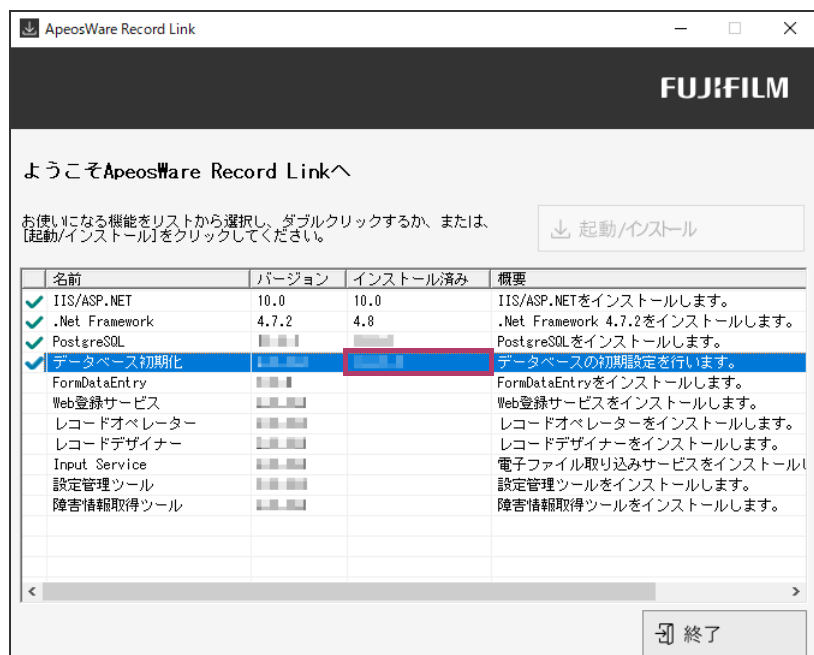 ApeosWare Record Link
FUJIFILM
ようこそApeosWare Record Linkへ
お使いになる機能をリストから選択し、ダブルクリックするか、または、
[起動/インストール]をクリックしてください。
起動/インストール
名前 バージョン インストール済み 概要
IIS/ASP.NET 10.0 10.0 IIS/ASP.NETをインストールします。
.Net Framework 4.7.2 4.8 .Net Framework 4.7.2をインストールします。
PostgreSQL PostgreSQLをインストールします。
データベース初期化 データベースの初期設定を行います。
FormDataEntry FormDataEntryをインストールします。
Web登録サービス Web登録サービスをインストールします。
レコードオペレーター レコードオペレーターをインストールします。
レコードデザイナー レコードデザイナーをインストールします。
Input Service 電子ファイル取り込みサービスをインストール
設定管理ツール 設定管理ツールをインストールします。
障害情報取得ツール 障害情報取得ツールをインストールします。
終了